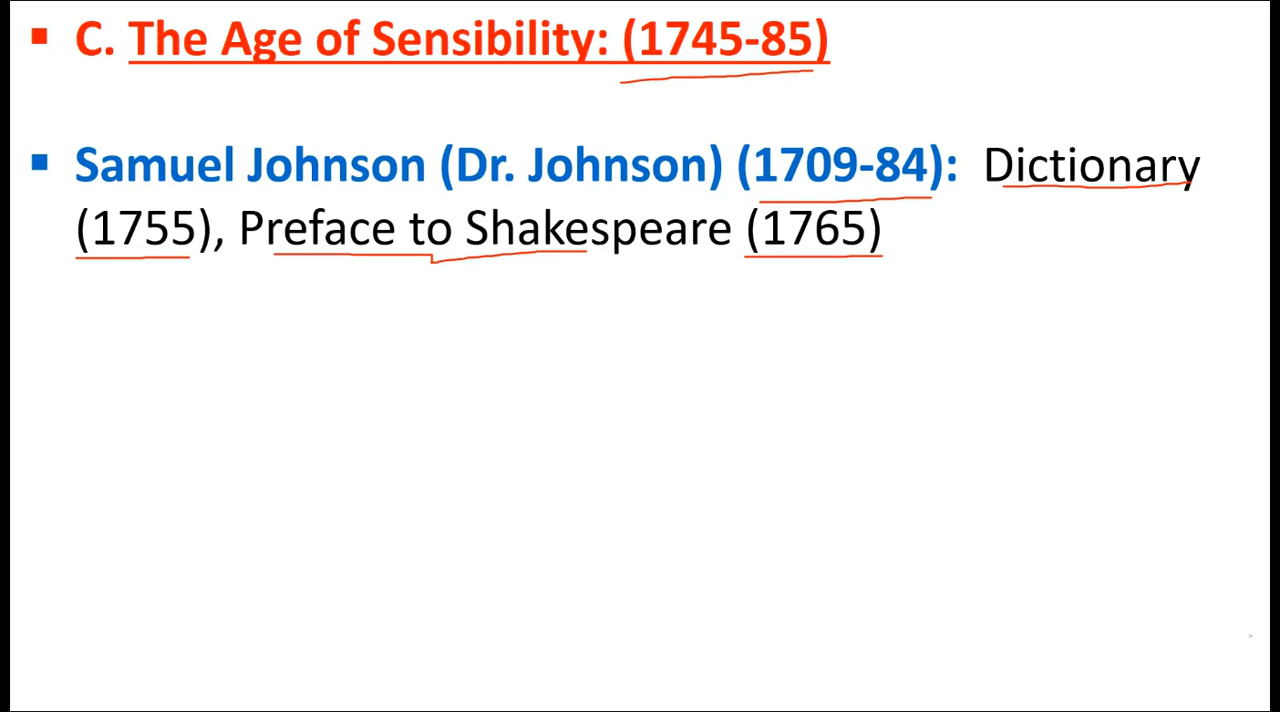 C. The Age of Sensibility: (1745-85)
Samuel Johnson (Dr. Johnson) (1709-84): Dictionary
(1755), Preface to Shakespeare (1765)